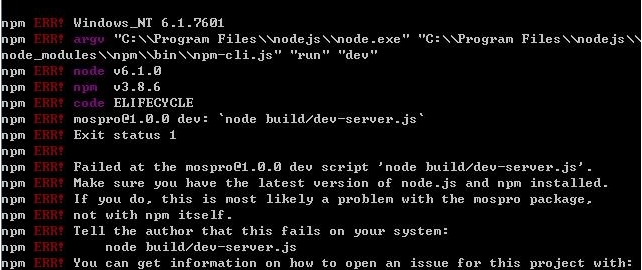 npm ERR! Windows_NT 6.1.7601
npm ERR! argv "C:\\Program Files\\nodejs\\node.exe" "C:\\Program Files\\nodejs\\
node_modules\\npm\\bin\\npm-cli.js" "run" "dev"
npm ERR! node v6.1.0
npm ERR! npm  v3.8.6
npm ERR! code ELIFECYCLE
npm ERR! mospro@1.0.0 dev: `node build/dev-server.js`
npm ERR! Exit status 1
npm ERR!
npm ERR! Failed at the mospro@1.0.0 dev script 'node build/dev-server.js'.
npm ERR! Make sure you have the latest version of node.js and npm installed.
npm ERR! If you do, this is most likely a problem with the mospro package,
npm ERR! not with npm itself.
npm ERR! Tell the author that this fails on your system:
npm ERR!     node build/dev-server.js
npm ERR! You can get information on how to open an issue for this project with: